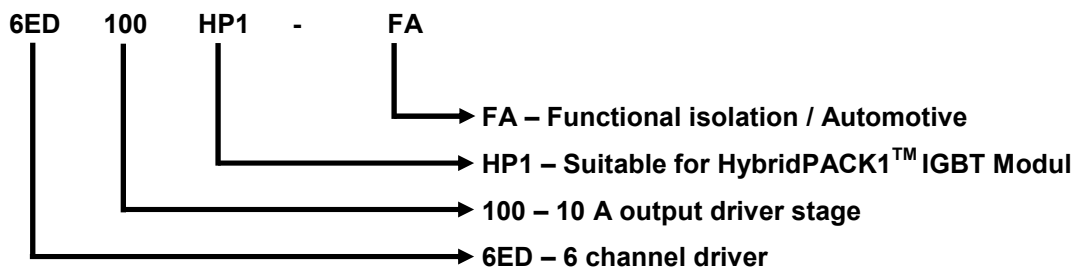 6ED 100 HP1 - FA
FA – Functional isolation / Automotive
HP1 – Suitable for HybridPACK1™ IGBT Modul
100 – 10 A output driver stage
6ED – 6 channel driver